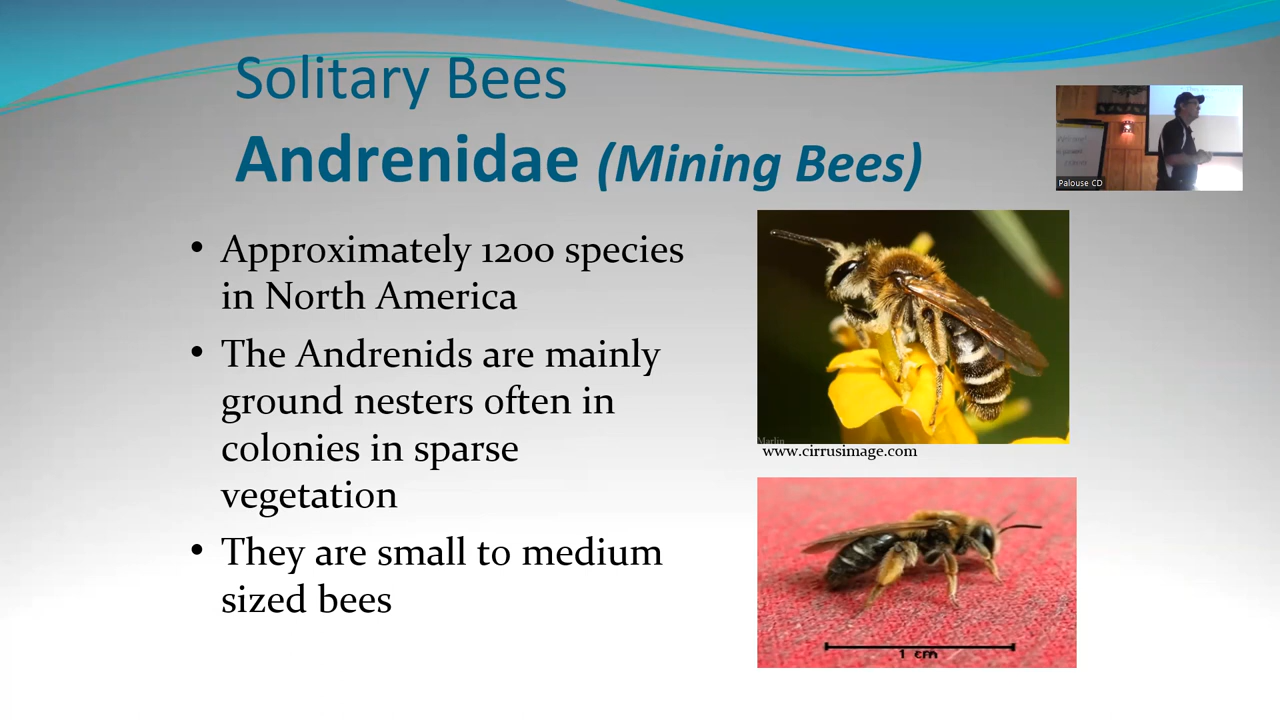 Solitary Bees
Andrenidae (Mining Bees)
Palouse CD
• Approximately 1200 species
in North America
• The Andrenids are mainly
ground nesters often in
colonies in sparse
vegetation
• They are small to medium
sized bees
Marlin
www.cirrusimage.com
1 cm